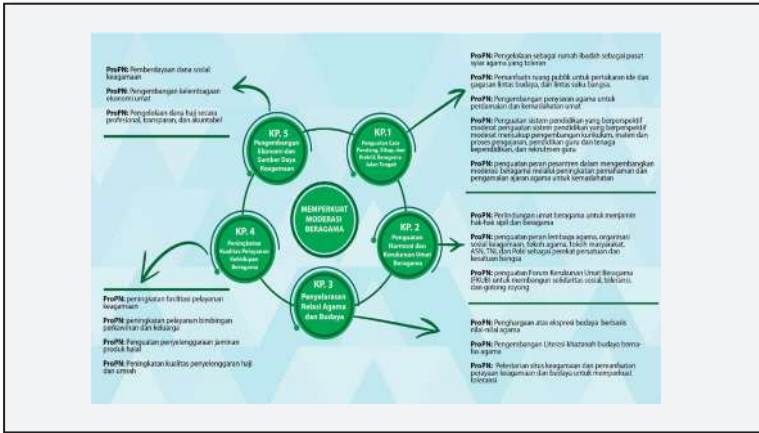 ProPN: Pemberdayaan dana sosial
keagamaan
ProPN: Pengembangan kelembagaan
ekonomi umat
ProPN: Pengelolaan dana haji secara
profesional, transparan, dan akuntabel
KP. 5
Pengembangan
Ekonomi dan
Sumber Daya
Keagamaan
KP.1
Penguatan Cara
Pandang, Sikap, dan
Praktik Beragama
Jalan Tengah
MEMPERKUAT
MODERASI
BERAGAMA
KP. 4
Peningkatan
Kualitas Pelayanan
Kehidupan
Beragama
KP. 2
Penguatan
Harmoni dan
Kerukunan Umat
Beragama
KP. 3
Penyelarasan
Relasi Agama
dan Budaya
ProPN: Pengelolaan sebagai rumah ibadah sebagai pusat
syiar agama yang toleran
ProPN: Pemanfaatn ruang publik untuk pertukaran ide dan
gagasan lintas budaya, dan lintas suku bangsa.
ProPN: Pengembangan penyiaran agama untuk
perdamaian dan kemaslahatan umat
ProPN: Penguatan sistem pendidikan yang berperspektif
moderat penguatan sistem pendidikan yang berperspektif
moderat mencakup pengembangan kurikulum, materi dan
proses pengajaran, pendidikan guru dan tenaga
kependidikan, dan rekrutmen guru
ProPN: penguatan peran pesantren dalam mengembangkan
moderasi beragama melalui peningkatan pemahaman dan
pengamalan ajaran agama untuk kemaslahatan
ProPN: Perlindungan umat beragama untuk menjamin
hak-hak sipil dan Beragama
ProPN: penguatan peran lembaga agama, organisasi
sosial keagamaan, tokoh agama, tokoh masyarakat,
ASN, TNI, dan Polri sebagai perekat persatuan dan
kesatuan bangsa
ProPN: penguatan Forum Kerukunan Umat Beragama
(FKUB) untuk membangun solidaritas sosial, toleransi,
dan gotong royong
ProPN: peningkatan fasilitasi pelayanan
keagamaan
ProPN: peningkatan pelayanan bimbingan
perkawinan dan keluarga
ProPN: Penguatan penyelenggaraan jaminan
produk halal
ProPN: Peningkatan kualitas penyelenggaran haji
dan umrah
ProPN: Penghargaan atas ekspresi budaya berbasis
nilai-nilai agama
ProPN: Pengembangan Literasi khazanah budaya berna-
fas agama
ProPN: Pelestarian situs keagamaan dan pemanfaatan
perayaan keagamaan dan budaya untuk memperkuat
toleransi